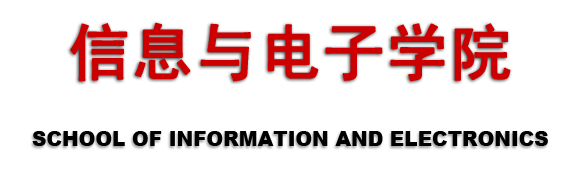 信息与电子学院
SCHOOL OF INFORMATION AND ELECTRONICS